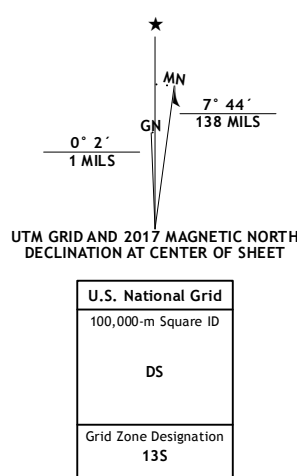 ★
MN
GN
7° 44´
138 MILS
0° 2´
1 MILS
UTM GRID AND 2017 MAGNETIC NORTH
DECLINATION AT CENTER OF SHEET
U.S. National Grid
100,000-m Square ID
DS
Grid Zone Designation
13S